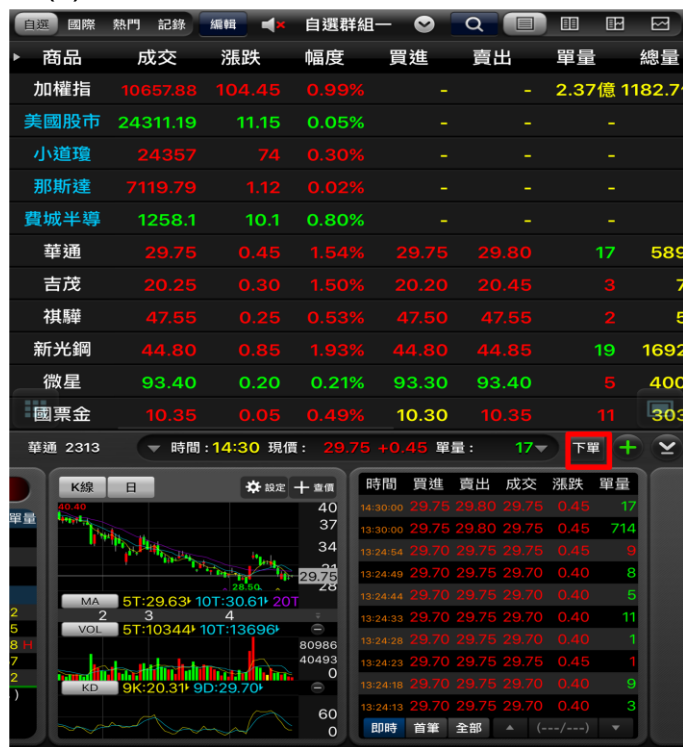 自選 國際 熱門 記錄 編輯 自選群組一
商品 成交 漲跌 幅度 買進 賣出 單量 總量
加權指 10657.88 104.45 0.99% - - 2.37億 1182.7
美國股市 24311.19 11.15 0.05% - - -
小道瓊 24357 74 0.30% - - -
那斯達 7119.79 1.12 0.02% - - -
費城半導 1258.1 10.1 0.80% - - -
華通 29.75 0.45 1.54% 29.75 29.80 17 589
吉茂 20.25 0.30 1.50% 20.20 20.45 3 7
祺驊 47.55 0.25 0.53% 47.50 47.55 2 5
新光鋼 44.80 0.85 1.93% 44.80 44.85 19 1692
微星 93.40 0.20 0.21% 93.30 93.40 5 400
國票金 10.35 0.05 0.49% 10.30 10.35 11 303
華通 2313 時間:14:30 現價: 29.75 +0.45 單量: 17 下單 +
單量
2
5
8 H
7
2
)
K線 日 設定 查價
40.40
40
37
34
31
29.75
28
28.50
MA 5T:29.63 10T:30.61 20T
2 3 4
VOL 5T:10344 10T:13696
80986
40493
0
KD 9K:20.31 9D:29.70
60
0
時間 買進 賣出 成交 漲跌 單量
14:30:00 29.75 29.80 29.75 0.45 17
13:30:00 29.75 29.80 29.75 0.45 714
13:24:54 29.70 29.75 29.75 0.45 9
13:24:49 29.70 29.75 29.70 0.40 8
13:24:44 29.70 29.75 29.70 0.40 5
13:24:33 29.70 29.75 29.70 0.40 11
13:24:28 29.70 29.75 29.70 0.40 1
13:24:23 29.70 29.75 29.75 0.45 1
13:24:18 29.70 29.75 29.70 0.40 9
13:24:13 29.70 29.75 29.70 0.40 3
即時 首筆 全部 (---/---)